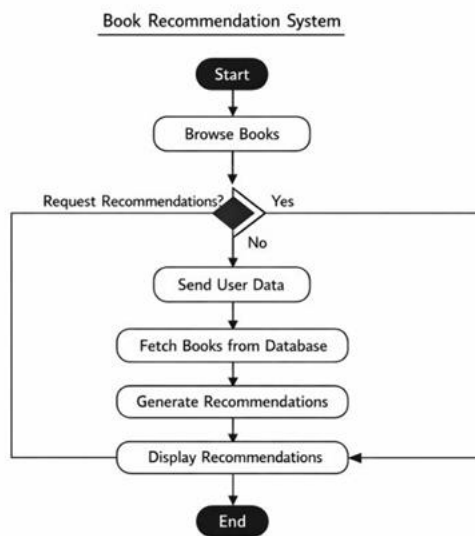 Book Recommendation System
Start
Browse Books
Request Recommendations?
Yes
No
Send User Data
Fetch Books from Database
Generate Recommendations
Display Recommendations
End